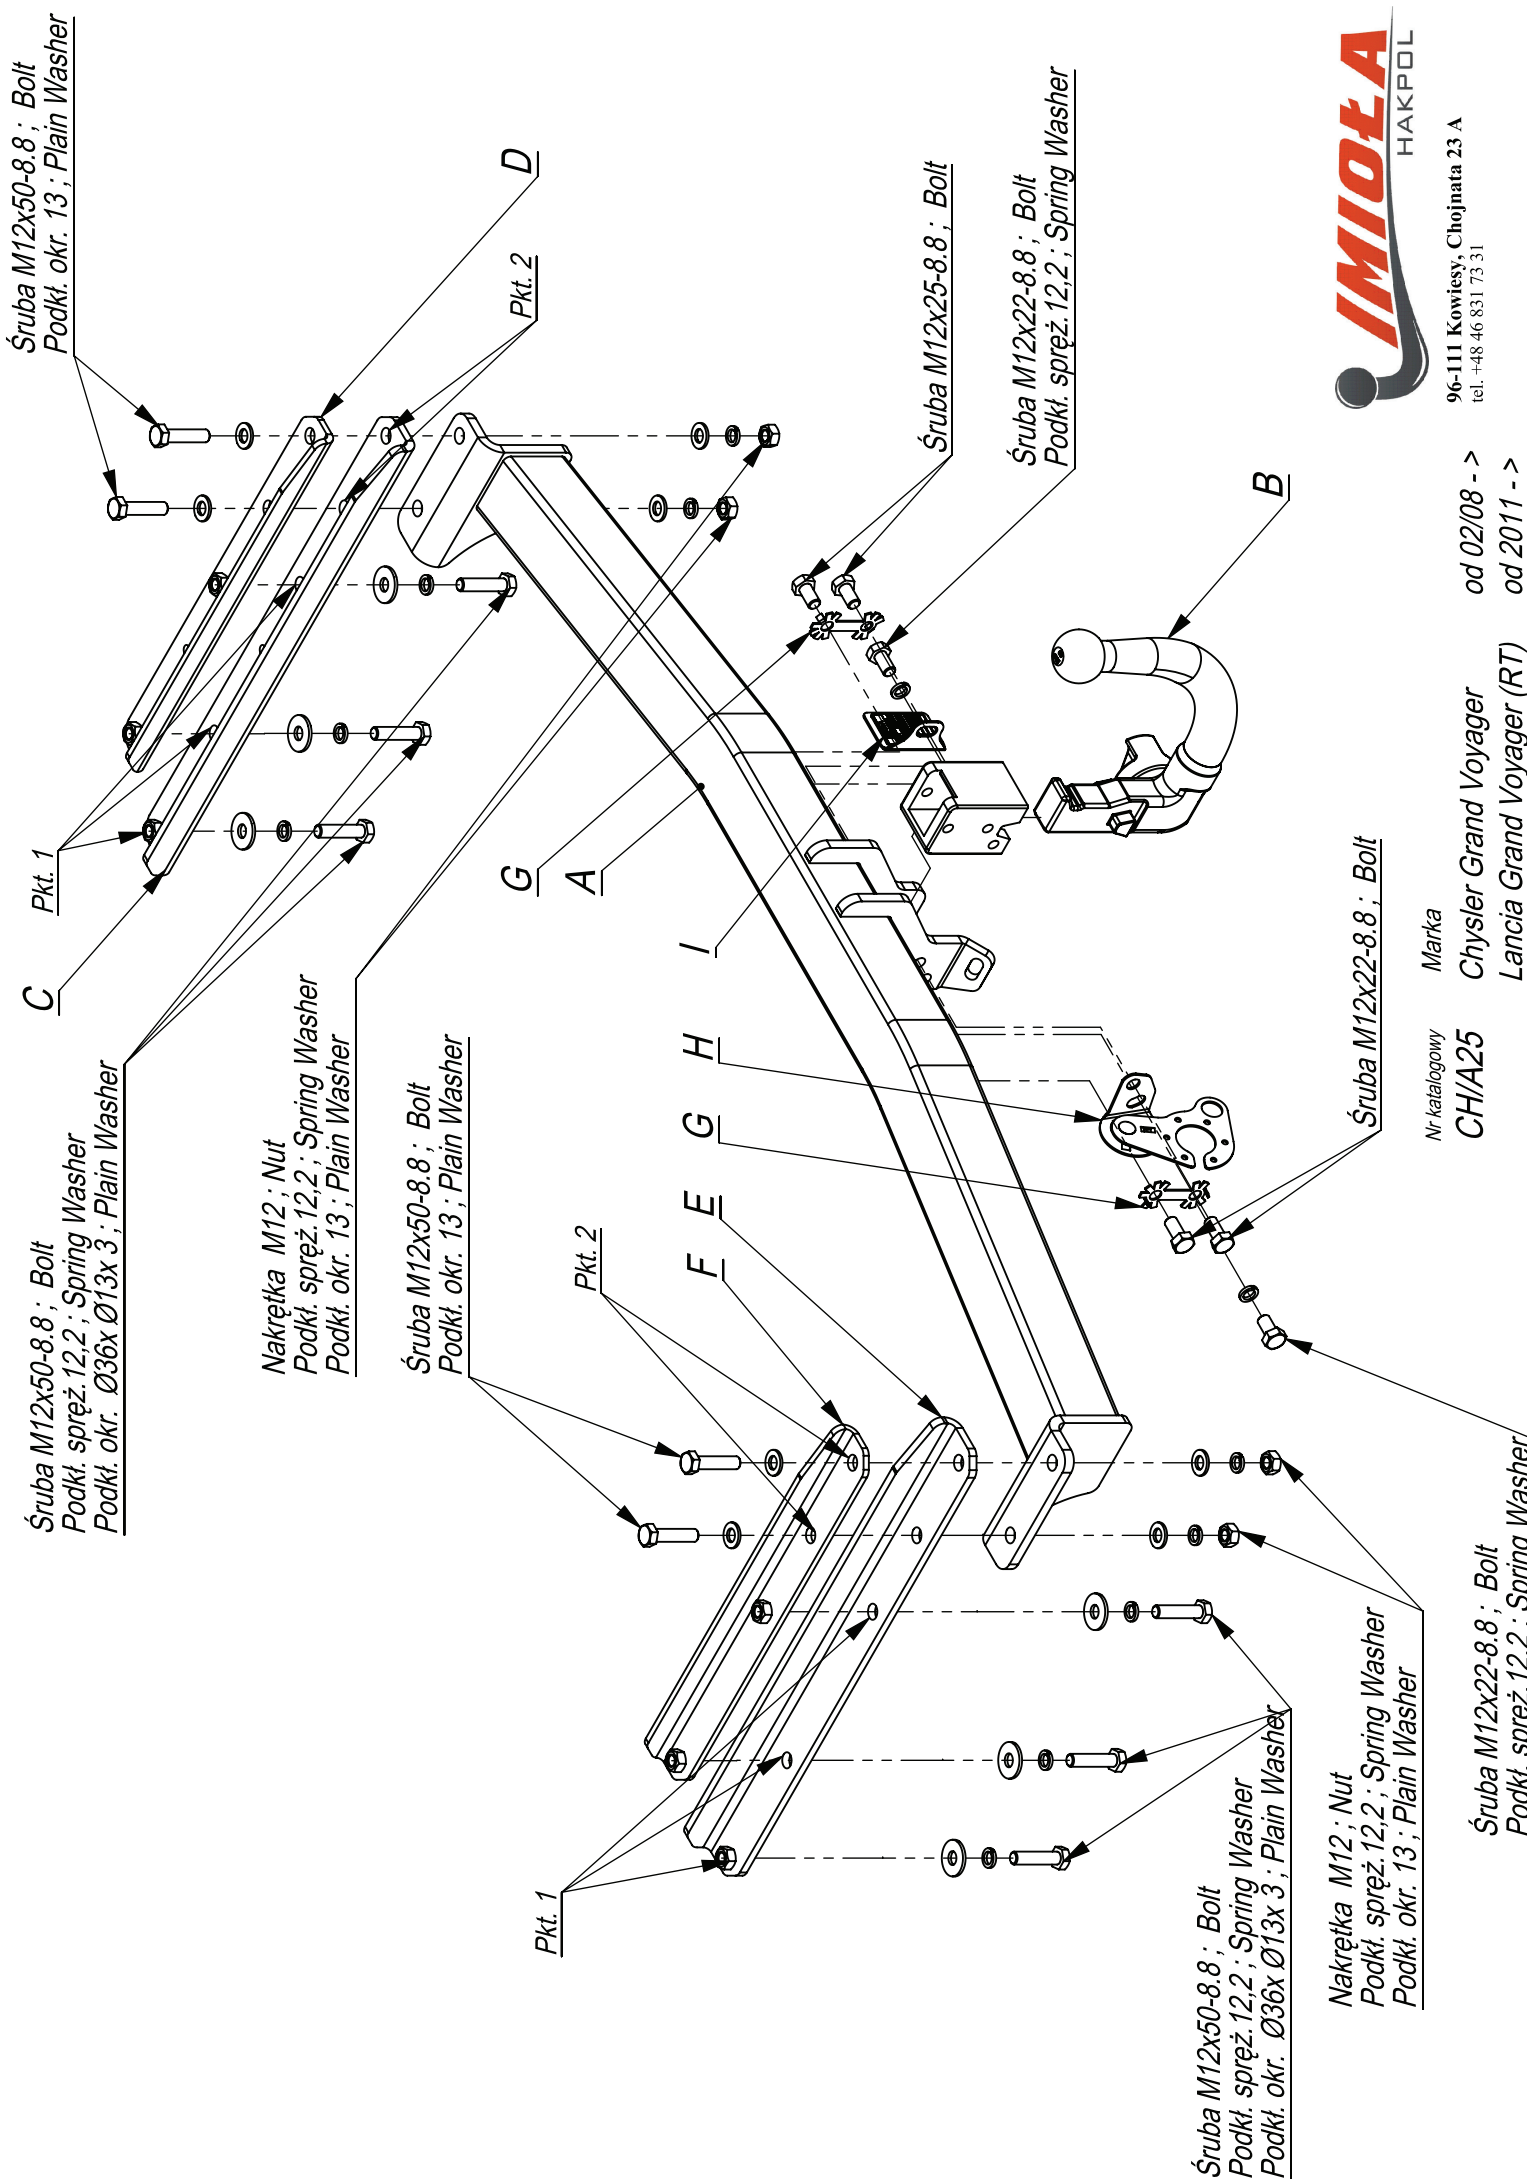 Śruba M12x50-8.8 ; Bolt
Podkł. spręż.12,2 ; Spring Washer
Podkł. okr. Ø36x Ø13x 3 ; Plain Washer
C
Pkt. 1
Śruba M12x50-8.8 ; Bolt
Podkł. okr. 13 ; Plain Washer
D
Pkt. 2
Nakrętka M12 ; Nut
Podkł. spręż.12,2 ; Spring Washer
Podkł. okr. 13 ; Plain Washer
Śruba M12x50-8.8 ; Bolt
Podkł. okr. 13 ; Plain Washer
Pkt. 2
F
E
G
H
I
G
A
Śruba M12x25-8.8 ; Bolt
Śruba M12x22-8.8 ; Bolt
Podkł. spręż.12,2 ; Spring Washer
B
Pkt. 1
Śruba M12x50-8.8 ; Bolt
Podkł. spręż.12,2 ; Spring Washer
Podkł. okr. Ø36x Ø13x 3 ; Plain Washer
Nakrętka M12 ; Nut
Podkł. spręż.12,2 ; Spring Washer
Podkł. okr. 13 ; Plain Washer
Śruba M12x22-8.8 ; Bolt
Podkł. spręż.12,2 ; Spring Washer
Śruba M12x22-8.8 ; Bolt
Nr katalogowy Marka
CH/A25 Chysler Grand Voyager od 02/08 - >
Lancia Grand Voyager (RT) od 2011 - >
IMIOŁA
HAKPOL
96-111 Kowiesy, Chojnata 23 A
tel. +48 46 831 73 31